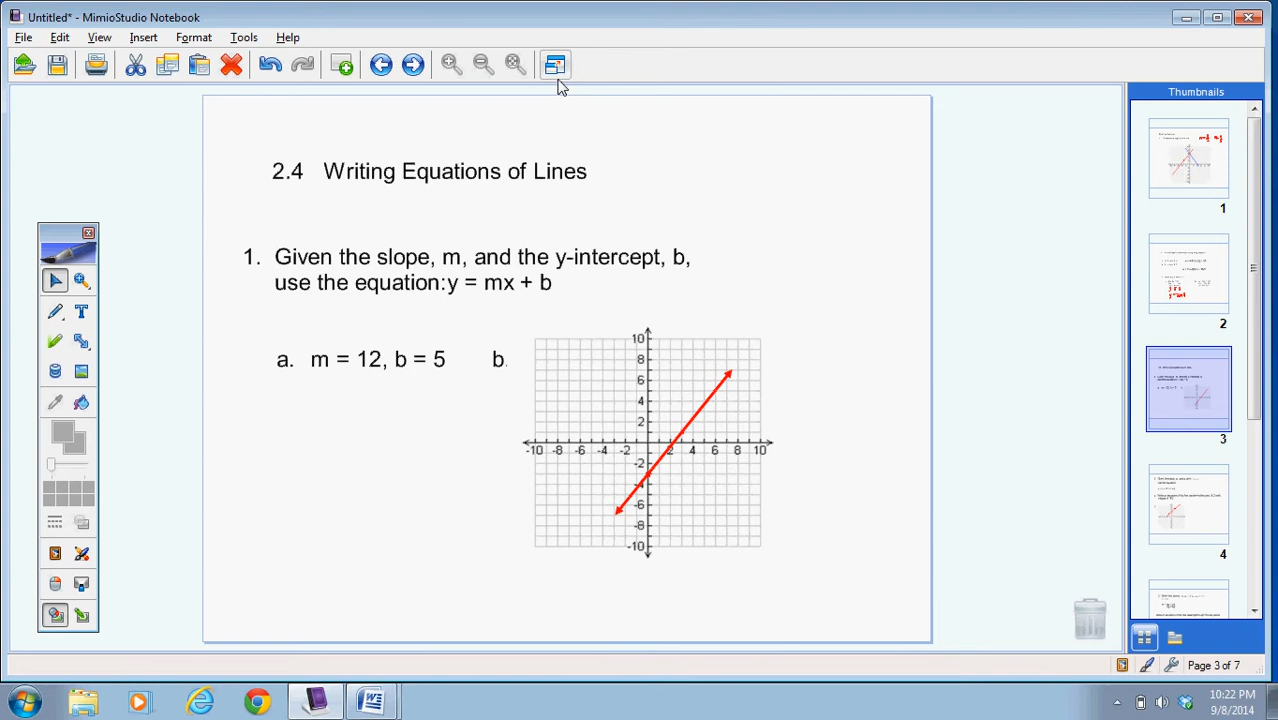 Untitled* - MimioStudio Notebook
File Edit View Insert Format Tools Help
Thumbnails
2.4 Writing Equations of Lines
1. Given the slope, m, and the y-intercept, b,
use the equation:y = mx + b
a. m = 12, b = 5 b.
10
8
6
4
2
-10 -8 -6 -4 -2 2 4 6 8 10
-2
-4
-6
-8
-10
1
2
3
4
Page 3 of 7
10:22 PM
9/8/2014